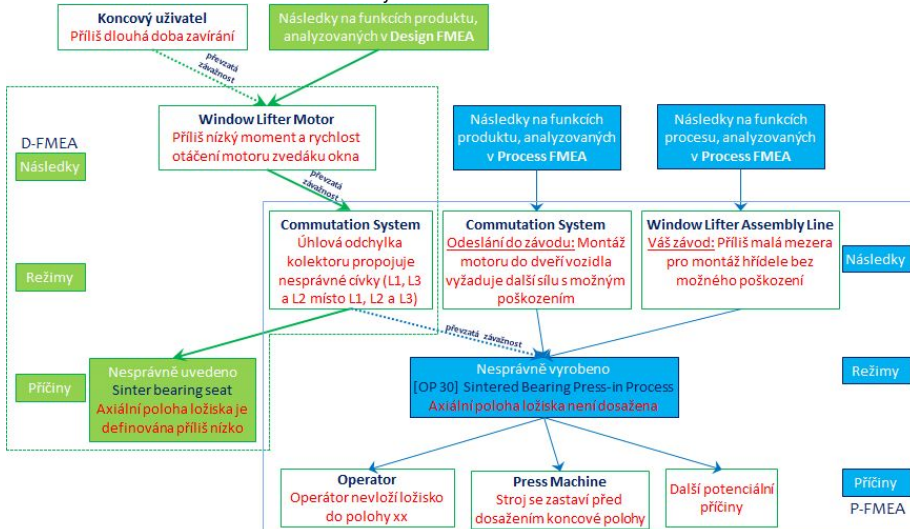 Koncový uživatel
Příliš dlouhá doba zavírání
Následky na funkcích produktu,
analyzovaných v Design FMEA
převzatá
závažnost
Window Lifter Motor
Příliš nízký moment a rychlost
otáčení motoru zvedáku okna
Následky na funkcích
produktu, analyzovaných
v Process FMEA
Následky na funkcích
procesu, analyzovaných
v Process FMEA
D-FMEA
Následky
převzatá
závažnost
Commutation System
Úhlová odchylka
kolektoru propojuje
nesprávné cívky (L1, L3
a L2 místo L1, L2 a L3)
Commutation System
Odeslání do závodu: Montáž
motoru do dveří vozidla
vyžaduje další sílu s možným
poškozením
Window Lifter Assembly Line
Váš závod: Příliš malá mezera
pro montáž hřídele bez
možného poškození
Následky
Režimy
převzatá závažnost
Příčiny
Nesprávně uvedeno
Sinter bearing seat
Axiální poloha ložiska je
definována příliš nízko
Nesprávně vyrobeno
[OP 30] Sintered Bearing Press-in Process
Axiální poloha ložiska není dosažena
Režimy
Operator
Operátor nevloží ložisko
do polohy xx
Press Machine
Stroj se zastaví před
dosažením koncové polohy
Další potenciální
příčiny
Příčiny
P-FMEA